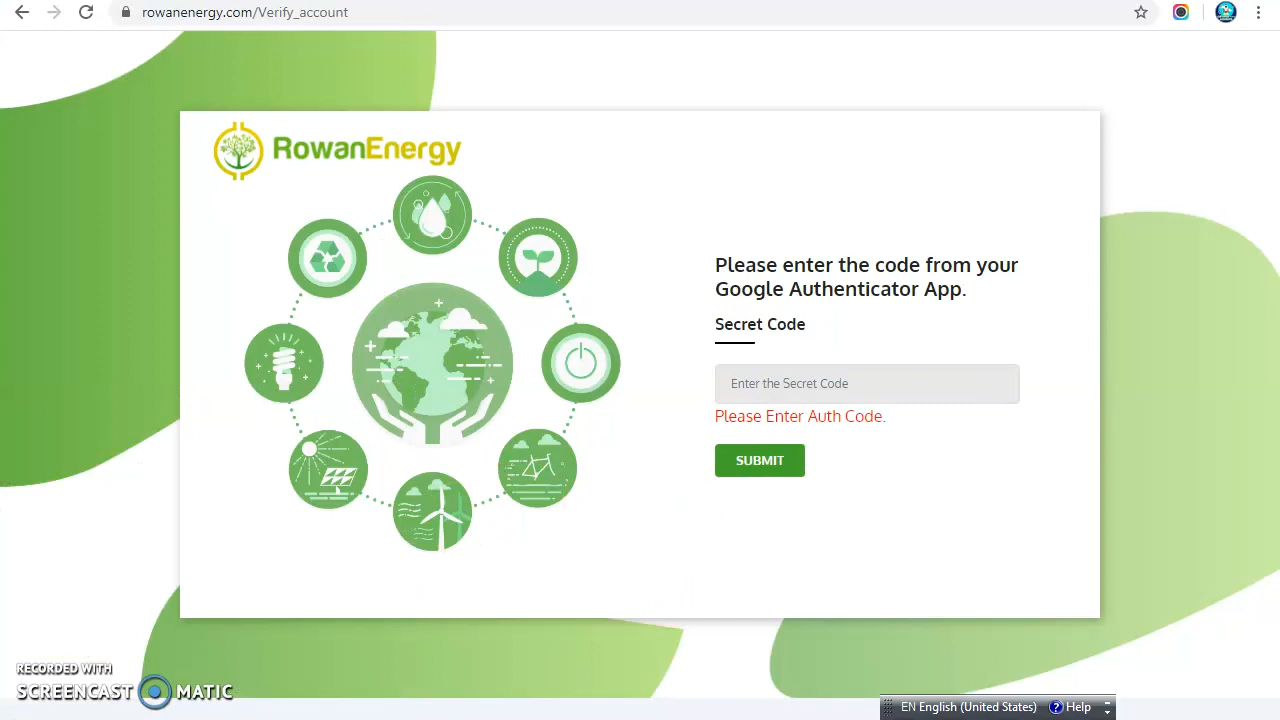 rowanenergy.com/Verify_account
RowanEnergy
Please enter the code from your
Google Authenticator App.
Secret Code
Enter the Secret Code
Please Enter Auth Code.
SUBMIT
RECORDED WITH
SCREENCAST MATIC
EN English (United States) ? Help